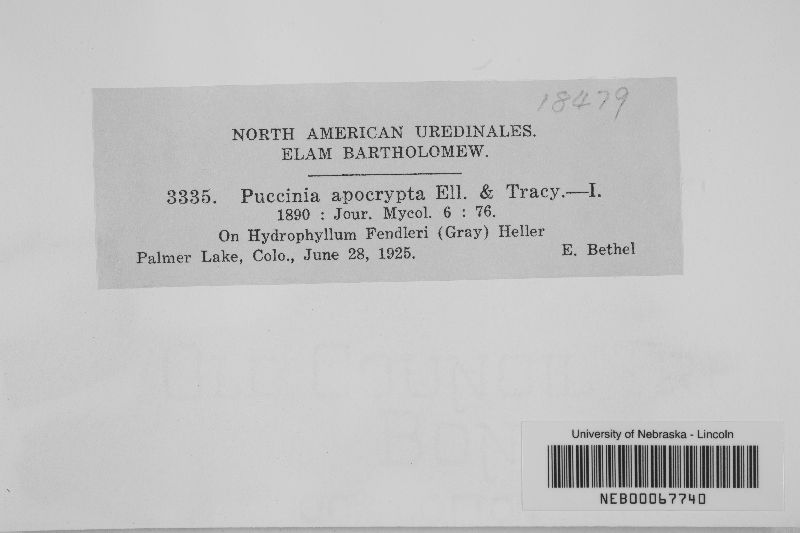 18479
NORTH AMERICAN UREDINALES.
ELAM BARTHOLOMEW.
3335. Puccinia apocrypta Ell. & Tracy.—I.
1890 : Jour. Mycol. 6 : 76.
On Hydrophyllum Fendleri (Gray) Heller
Palmer Lake, Colo., June 28, 1925. E. Bethel
University of Nebraska - Lincoln
NEB00067740